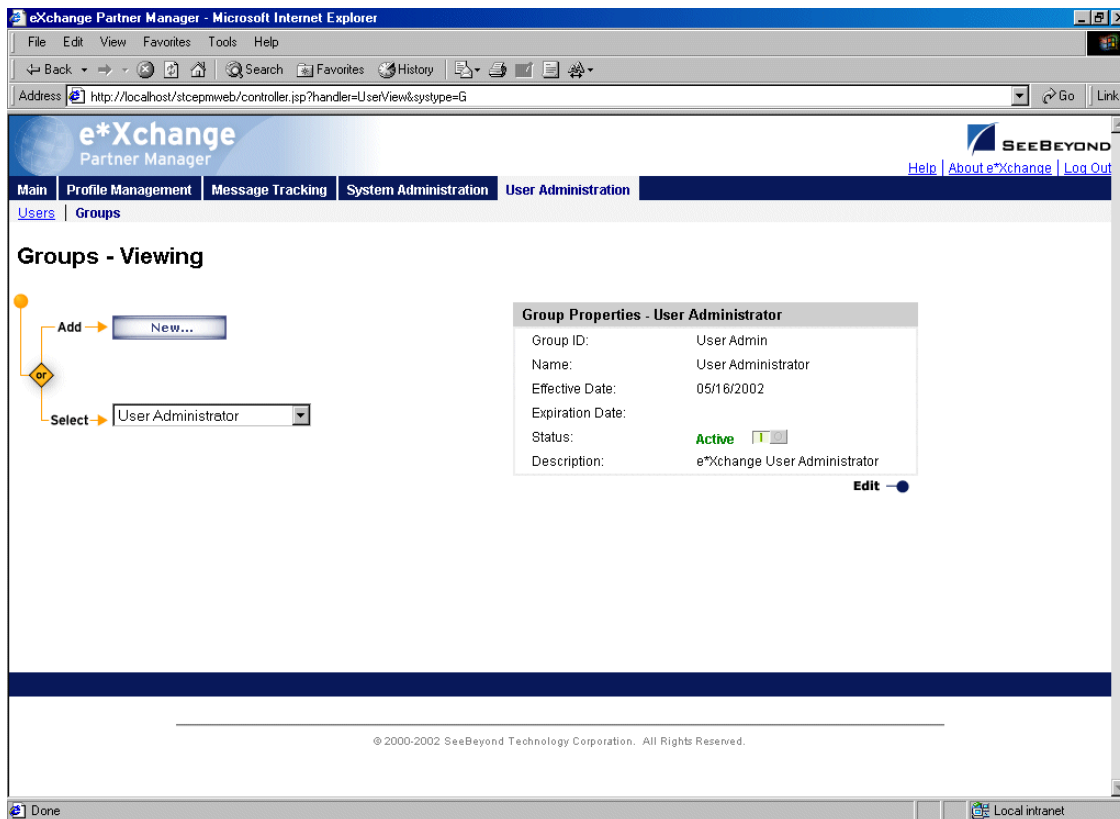 eXchange Partner Manager - Microsoft Internet Explorer
File Edit View Favorites Tools Help
Back Search Favorites History
Address http://localhost/stcepmweb/controller.jsp?handler=UserView&systype=G Go Link
e*Xchange
Partner Manager
SEEBEYOND
Help | About e*Xchange | Log Out
Main Profile Management Message Tracking System Administration User Administration
Users | Groups
Groups - Viewing
Add New...
or
Select User Administrator
Group Properties - User Administrator
Group ID: User Admin
Name: User Administrator
Effective Date: 05/16/2002
Expiration Date:
Status: Active I O
Description: e*Xchange User Administrator
Edit
© 2000-2002 SeeBeyond Technology Corporation. All Rights Reserved.
Done Local intranet